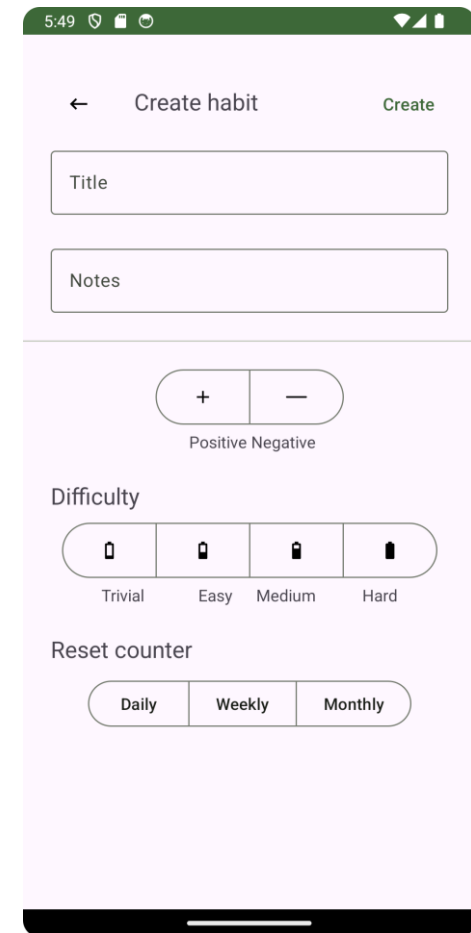 5:49
Create habit Create
Title
Notes
+ —
Positive Negative
Difficulty
Trivial Easy Medium Hard
Reset counter
Daily Weekly Monthly